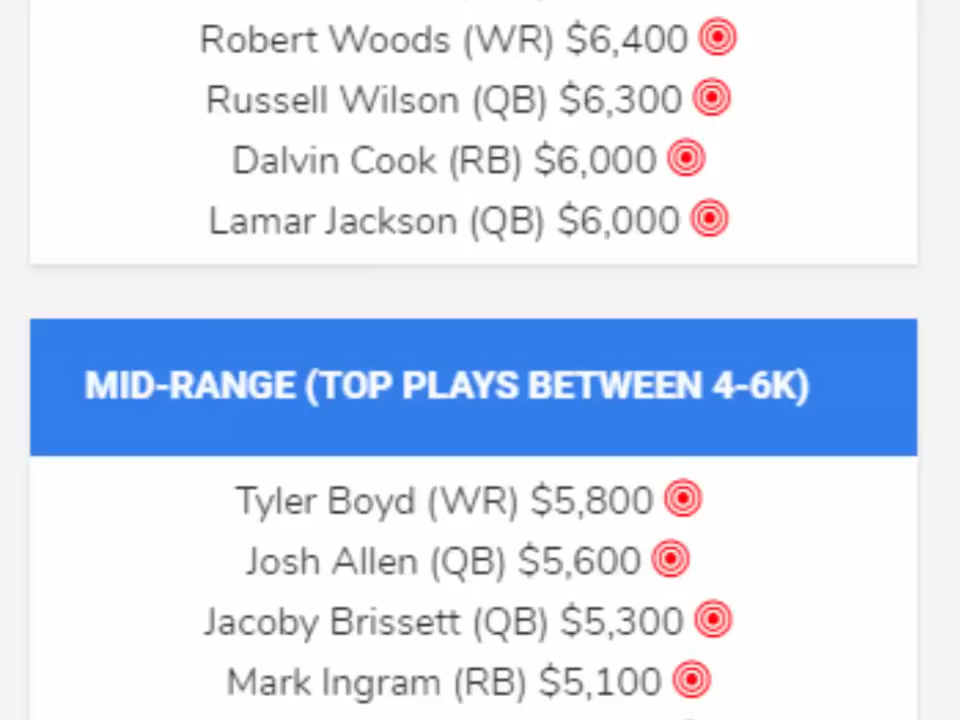 Robert Woods (WR) $6,400
Russell Wilson (QB) $6,300
Dalvin Cook (RB) $6,000
Lamar Jackson (QB) $6,000
MID-RANGE (TOP PLAYS BETWEEN 4-6K)
Tyler Boyd (WR) $5,800
Josh Allen (QB) $5,600
Jacoby Brissett (QB) $5,300
Mark Ingram (RB) $5,100